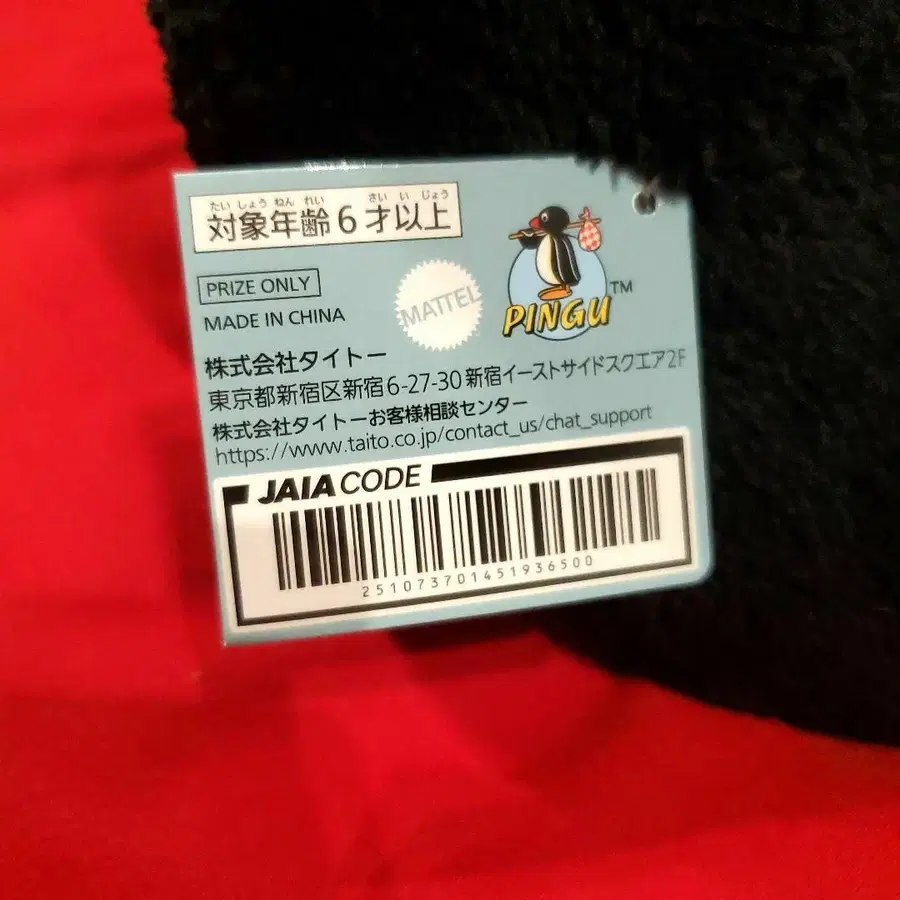 たいしょうねんれい さいいじょう
対象年齢6才以上
PRIZE ONLY
MADE IN CHINA
MATTEL
PINGU™
株式会社タイトー
東京都新宿区新宿6-27-30新宿イーストサイドスクエア2F
株式会社タイトーお客様相談センター
https://www.taito.co.jp/contact_us/chat_support
JAIA CODE
251073701451936500